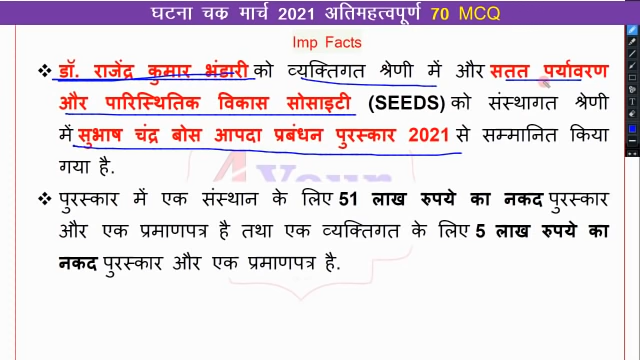 घटना चक्र मार्च 2021 अतिमहत्वपूर्ण 70 MCQ
Imp Facts
❖ डॉ. राजेंद्र कुमार भंडारी को व्यक्तिगत श्रेणी में और सतत पर्यावरण
और पारिस्थितिक विकास सोसाइटी (SEEDS) को संस्थागत श्रेणी
में सुभाष चंद्र बोस आपदा प्रबंधन पुरस्कार 2021 से सम्मानित किया
गया है.
❖ पुरस्कार में एक संस्थान के लिए 51 लाख रुपये का नकद पुरस्कार
और एक प्रमाणपत्र है तथा एक व्यक्तिगत के लिए 5 लाख रुपये का
नकद पुरस्कार और एक प्रमाणपत्र है.